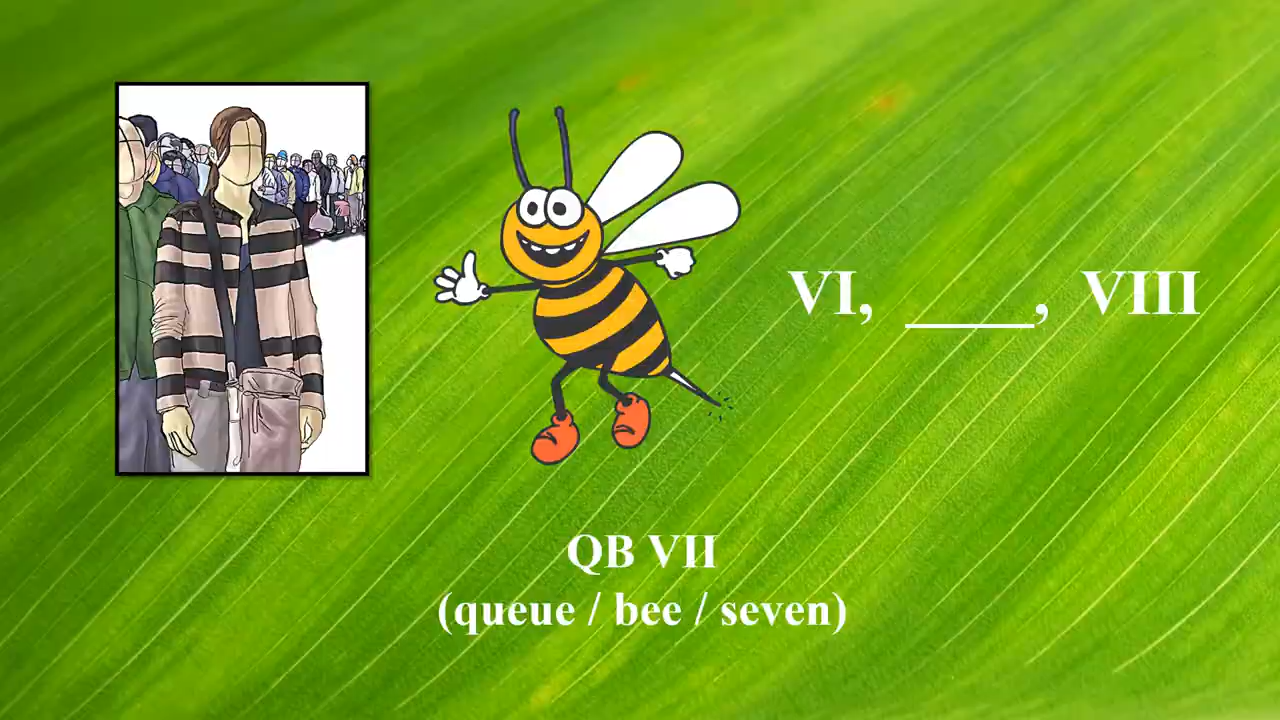 VI, ____, VIII
QB VII
(queue / bee / seven)